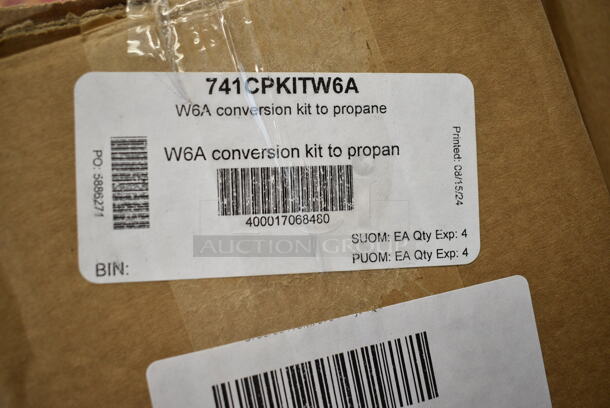 741CPKITW6A
W6A conversion kit to propane
W6A conversion kit to propan
400017068480
PO: 5886271
Printed: 08/15/24
SUOM: EA Qty Exp: 4
PUOM: EA Qty Exp: 4
BIN:
AUCTION GROUP